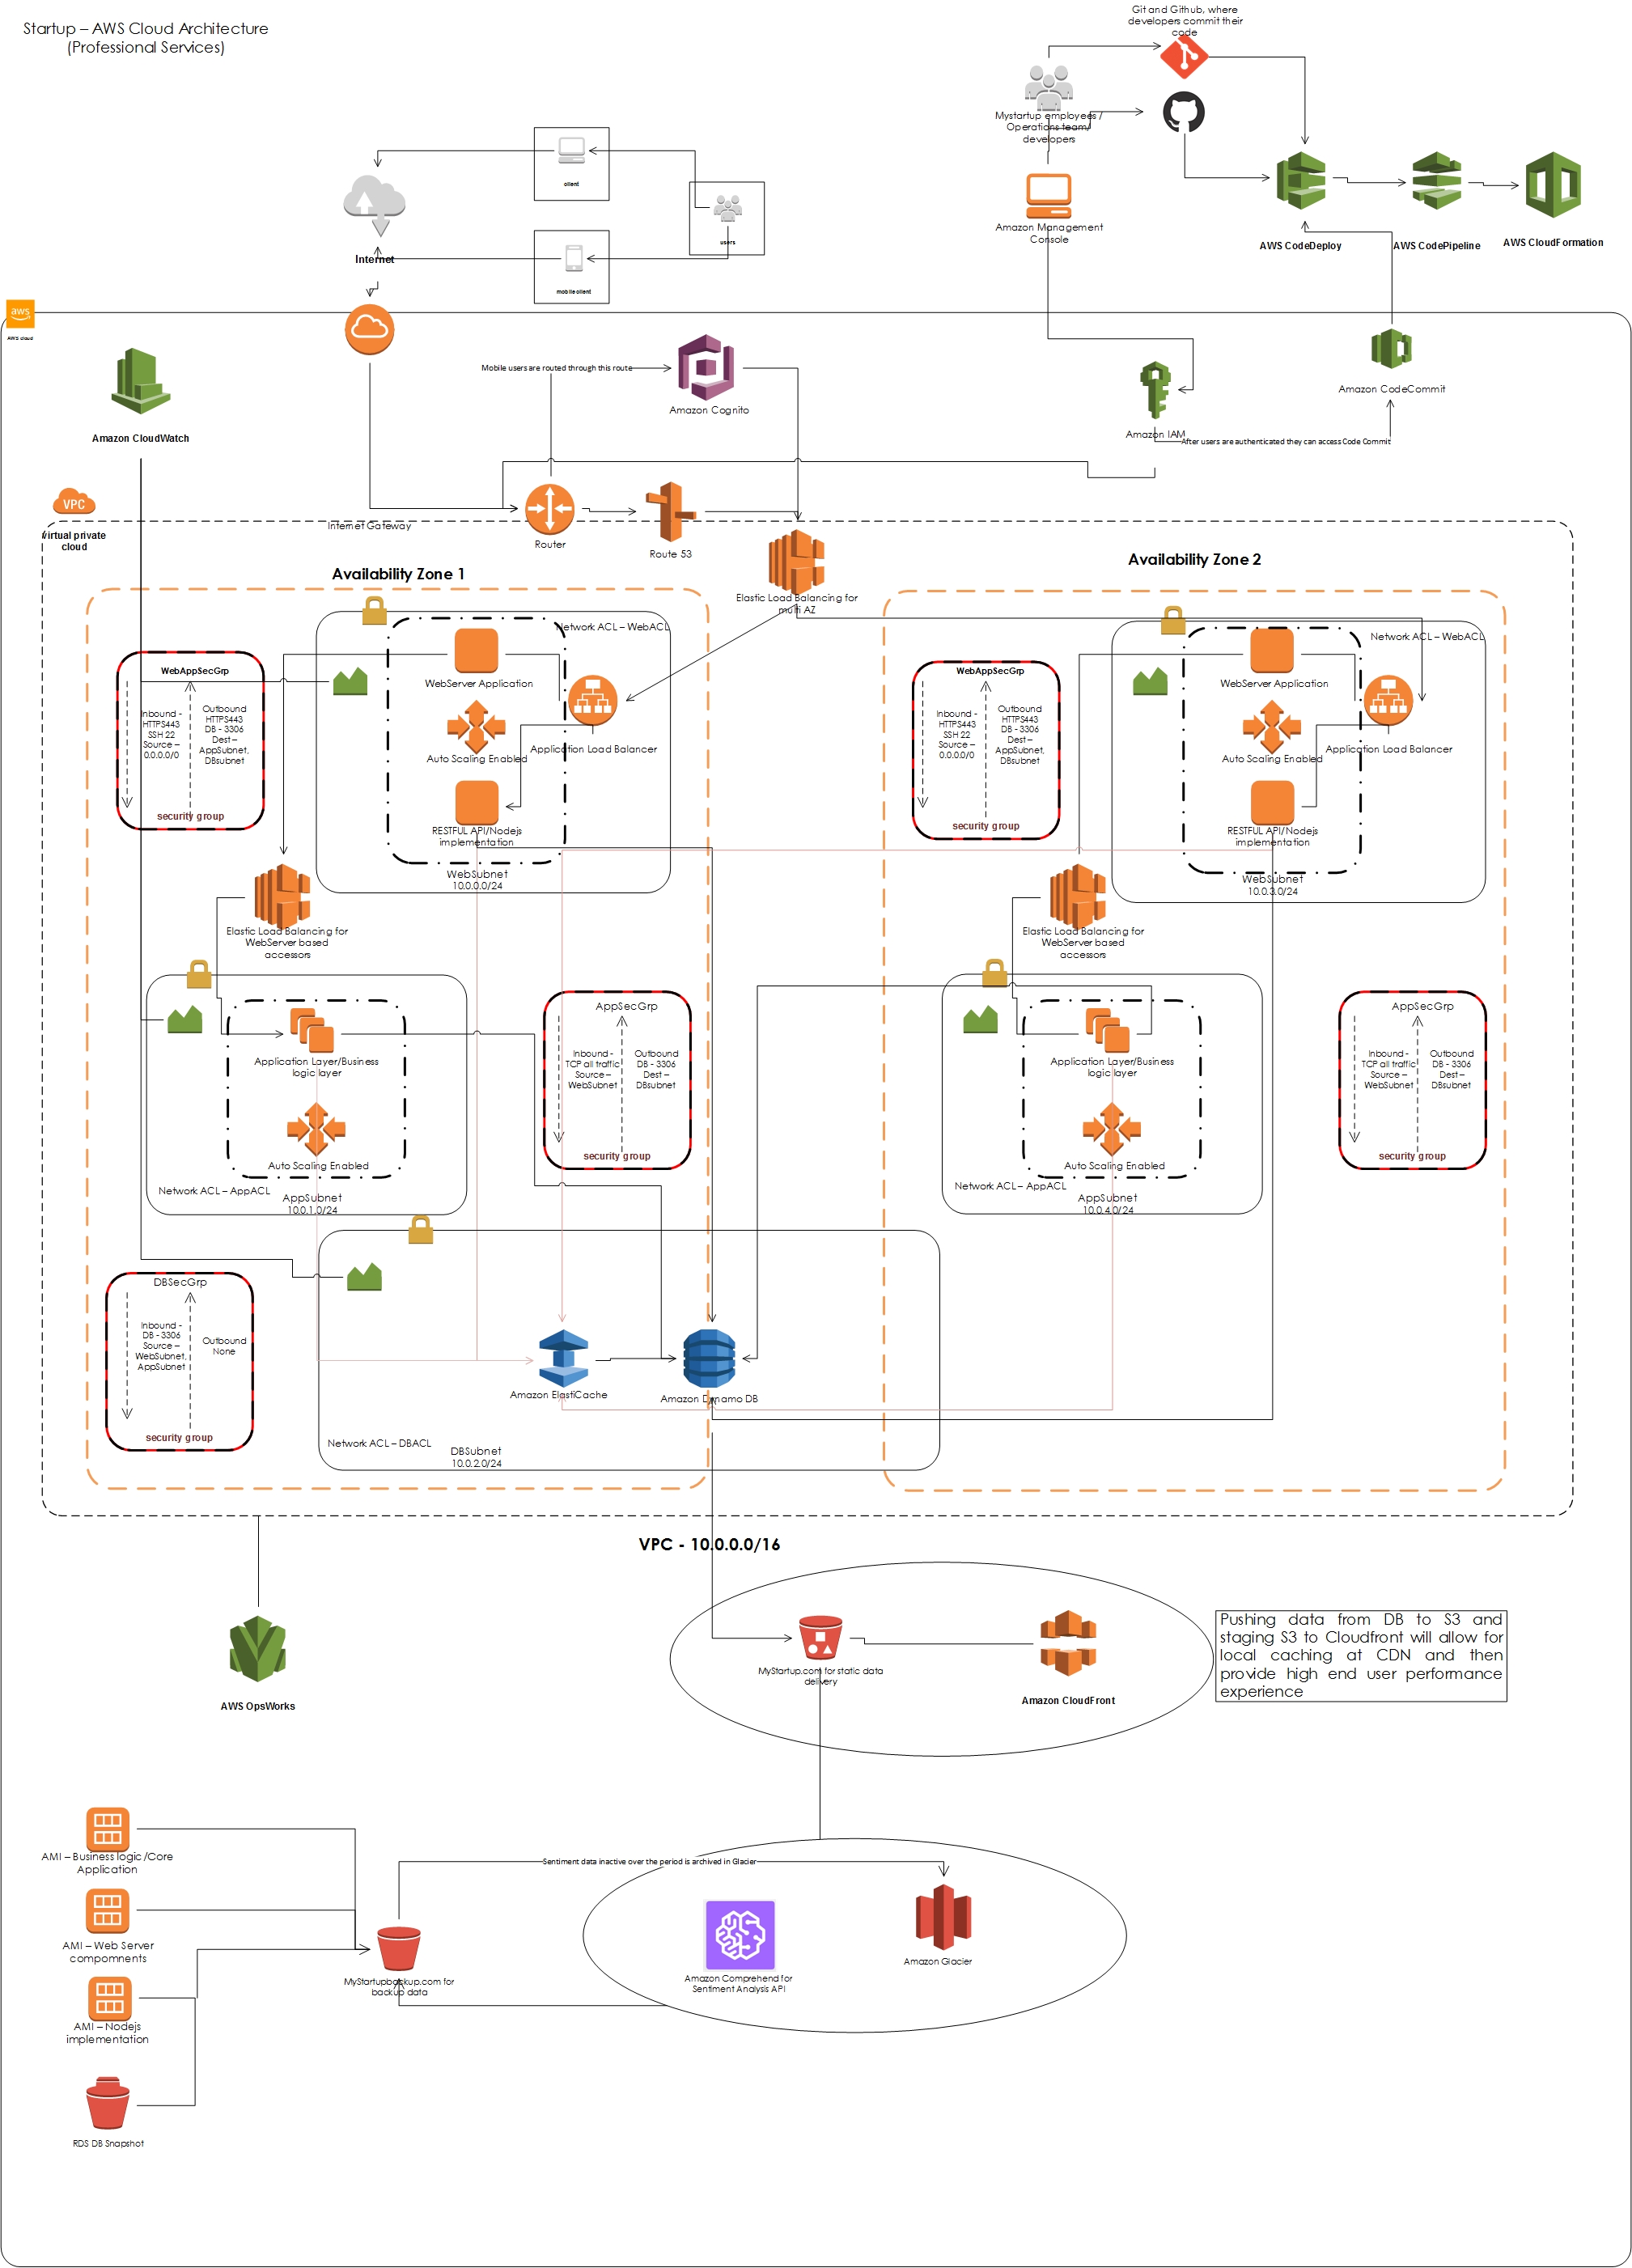 Startup – AWS Cloud Architecture
(Professional Services)
Git and Github, where
developers commit their
code
Mystartup employees /
Operations team/
developers
client
users
mobile client
Internet
Amazon Management
Console
AWS CodeDeploy
AWS CodePipeline
AWS CloudFormation
aws
AWS cloud
Amazon CloudWatch
Mobile users are routed through this route
Amazon Cognito
Amazon IAM
After users are authenticated they can access Code Commit
Amazon CodeCommit
VPC
Virtual private
cloud
Internet Gateway
Router
Route 53
Elastic Load Balancing for
multi AZ
Availability Zone 1
Availability Zone 2
Network ACL – WebACL
WebAppSecGrp
Inbound -
HTTPS443
SSH 22
Source –
0.0.0.0/0
Outbound
HTTPS443
DB - 3306
Dest –
AppSubnet,
DBsubnet
security group
WebServer Application
Auto Scaling Enabled
Application Load Balancer
RESTFUL API/Nodejs
implementation
WebSubnet
10.0.0.0/24
Network ACL – WebACL
WebAppSecGrp
Inbound -
HTTPS443
SSH 22
Source –
0.0.0.0/0
Outbound
HTTPS443
DB - 3306
Dest –
AppSubnet,
DBsubnet
security group
WebServer Application
Auto Scaling Enabled
Application Load Balancer
RESTFUL API/Nodejs
implementation
WebSubnet
10.0.3.0/24
Elastic Load Balancing for
WebServer based
accessors
Elastic Load Balancing for
WebServer based
accessors
Application Layer/Business
logic layer
Auto Scaling Enabled
Network ACL – AppACL
AppSubnet
10.0.1.0/24
AppSecGrp
Inbound -
TCP all traffic
Source –
WebSubnet
Outbound
DB - 3306
Dest –
DBsubnet
security group
Application Layer/Business
logic layer
Auto Scaling Enabled
Network ACL – AppACL
AppSubnet
10.0.4.0/24
AppSecGrp
Inbound -
TCP all traffic
Source –
WebSubnet
Outbound
DB - 3306
Dest –
DBsubnet
security group
DBSecGrp
Inbound -
DB - 3306
Source –
WebSubnet,
AppSubnet
Outbound
None
security group
Amazon ElastiCache
Amazon Dynamo DB
Network ACL – DBACL
DBSubnet
10.0.2.0/24
VPC - 10.0.0.0/16
AWS OpsWorks
MyStartup.com for static data
delivery
Amazon CloudFront
Pushing data from DB to S3 and
staging S3 to Cloudfront will allow for
local caching at CDN and then
provide high end user performance
experience
AMI – Business logic /Core
Application
AMI – Web Server
compomnents
AMI – Nodejs
implementation
RDS DB Snapshot
MyStartupbackup.com for
backup data
Sentiment data inactive over the period is archived in Glacier
Amazon Comprehend for
Sentiment Analysis API
Amazon Glacier